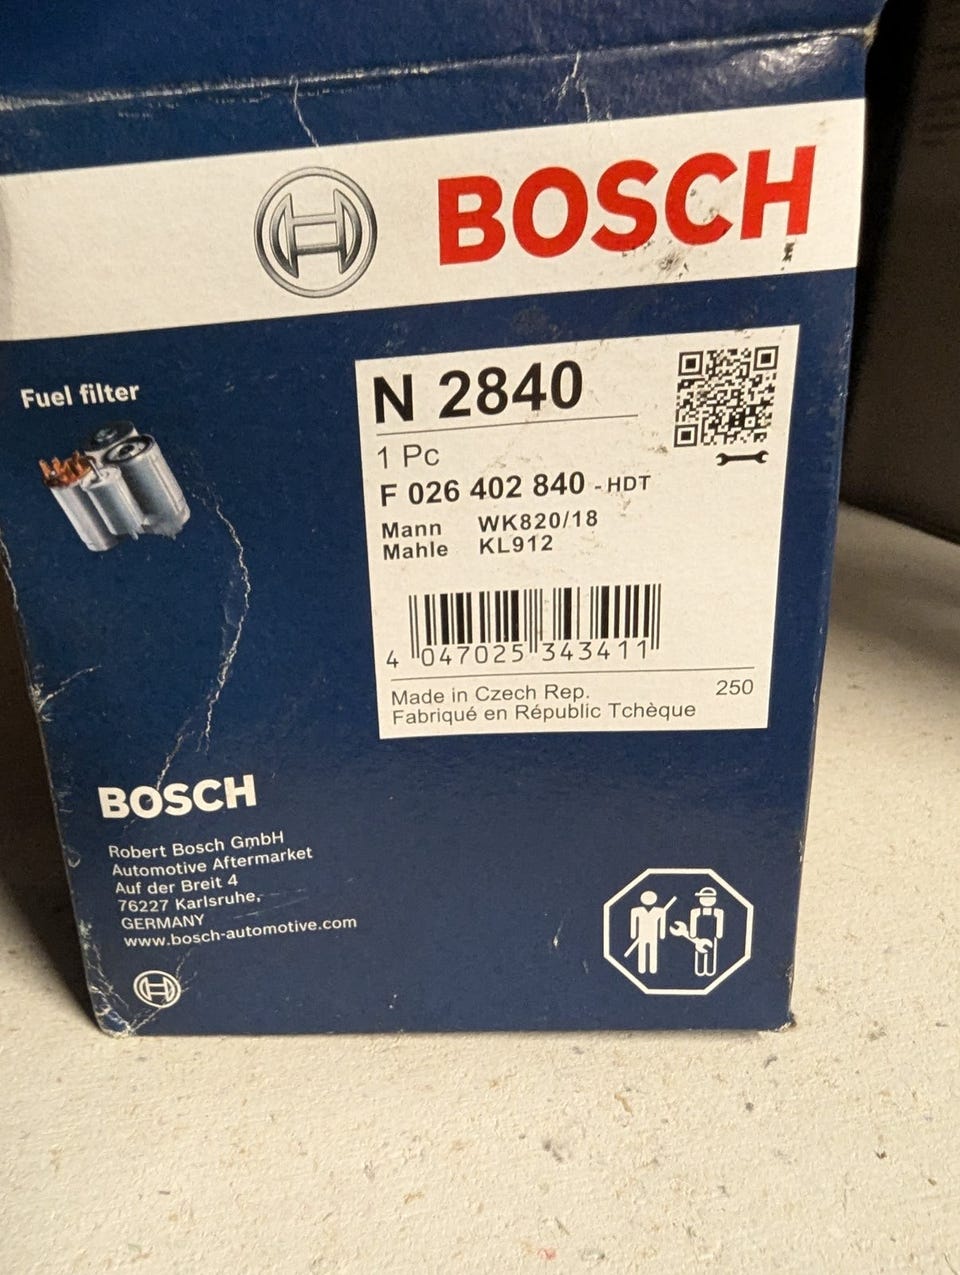 BOSCH
Fuel filter
N 2840
1 Pc
F 026 402 840 - HDT
Mann WK820/18
Mahle KL912
4 047025 343411
Made in Czech Rep. 250
Fabriqué en Républic Tchèque
BOSCH
Robert Bosch GmbH
Automotive Aftermarket
Auf der Breit 4
76227 Karlsruhe,
GERMANY
www.bosch-automotive.com